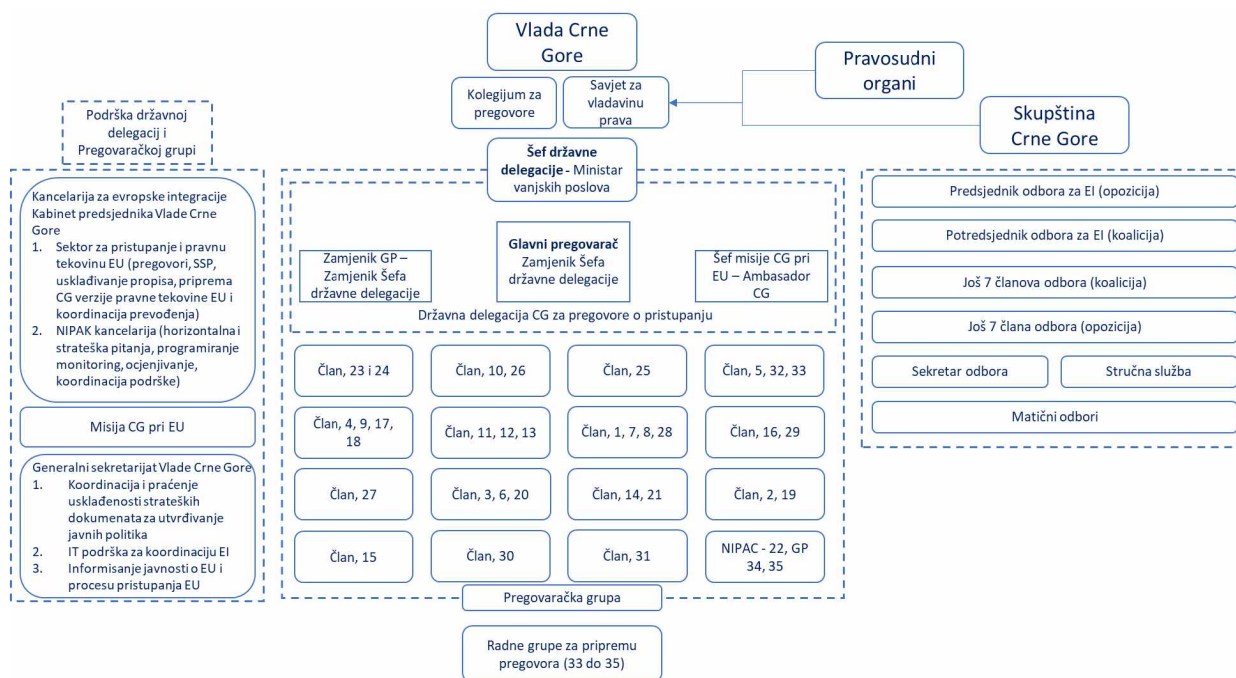 Vlada Crne
Gore
Kolegijum za
pregovore
Savjet za
vladavinu
prava
Pravosudni
organi
Skupština
Crne Gore
Podrška državnoj
delegacij i
Pregovaračkoj grupi
Kancelarija za evropske integracije
Kabinet predsjednika Vlade Crne
Gore
1. Sektor za pristupanje i pravnu
tekovinu EU (pregovori, SSP,
usklađivanje propisa, priprema
CG verzije pravne tekovine EU i
koordinacija prevođenja)
2. NIPAK kancelarija (horizontalna i
strateška pitanja, programiranje
monitoring, ocjenjivanje,
koordinacija podrške)
Misija CG pri EU
Generalni sekretarijat Vlade Crne Gore
1. Koordinacija i praćenje
usklađenosti strateških
dokumenata za utvrđivanje
javnih politika
2. IT podrška za koordinaciju EI
3. Informisanje javnosti o EU i
procesu pristupanja EU
Šef državne
delegacije - Ministar
vanjskih poslova
Zamjenik GP –
Zamjenik Šefa
državne delegacije
Glavni pregovarač
Zamjenik Šefa
državne delegacije
Šef misije CG pri
EU – Ambasador
CG
Državna delegacija CG za pregovore o pristupanju
Član, 23 i 24
Član, 10, 26
Član, 25
Član, 5, 32, 33
Član, 4, 9, 17,
18
Član, 11, 12, 13
Član, 1, 7, 8, 28
Član, 16, 29
Član, 27
Član, 3, 6, 20
Član, 14, 21
Član, 2, 19
Član, 15
Član, 30
Član, 31
NIPAC - 22, GP
34, 35
Pregovaračka grupa
Radne grupe za pripremu
pregovora (33 do 35)
Predsjednik odbora za EI (opozicija)
Potredsjednik odbora za EI (koalicija)
Još 7 članova odbora (koalicija)
Još 7 člana odbora (opozicija)
Sekretar odbora
Stručna služba
Matični odbori